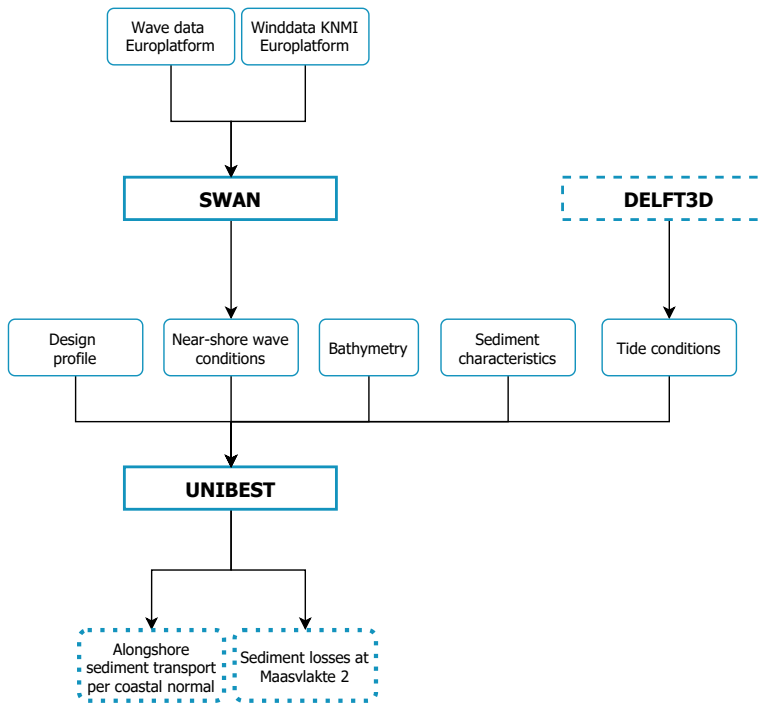 Wave data
Europlatform
Winddata KNMI
Europlatform
SWAN
DELFT3D
Design
profile
Near-shore wave
conditions
Bathymetry
Sediment
characteristics
Tide conditions
UNIBEST
Alongshore
sediment transport
per coastal normal
Sediment losses at
Maasvlakte 2